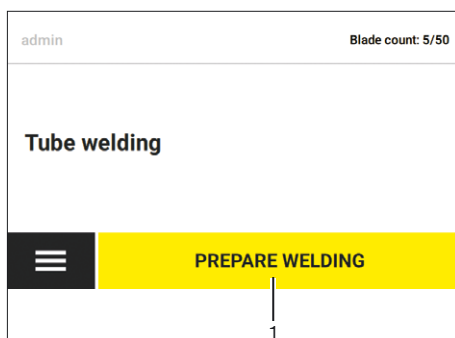 admin
Blade count: 5/50
Tube welding
PREPARE WELDING
1